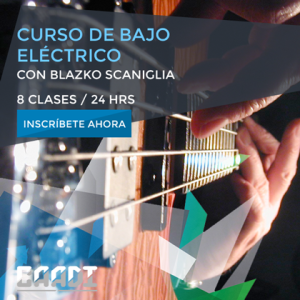 CURSO DE BAJO
ELÉCTRICO
CON BLAZKO SCANIGLIA
8 CLASES / 24 HRS
INSCRÍBETE AHORA